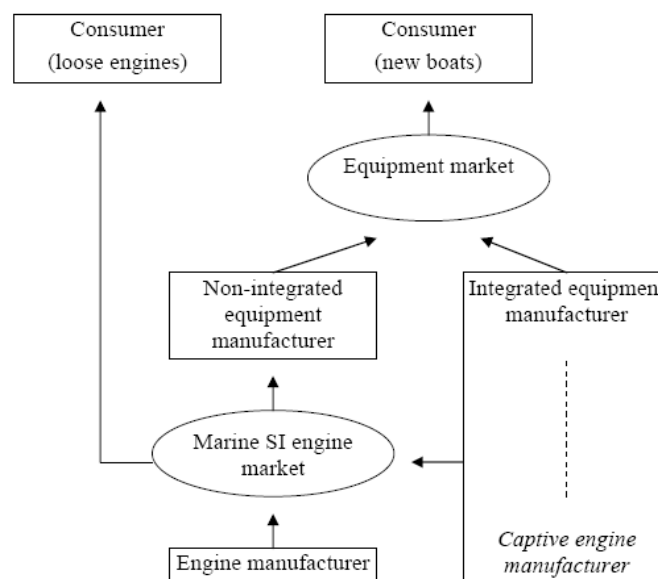 Consumer
(loose engines)
Consumer
(new boats)
Equipment market
Non-integrated
equipment
manufacturer
Integrated equipmen
manufacturer
Marine SI engine
market
Engine manufacturer
Captive engine
manufacturer